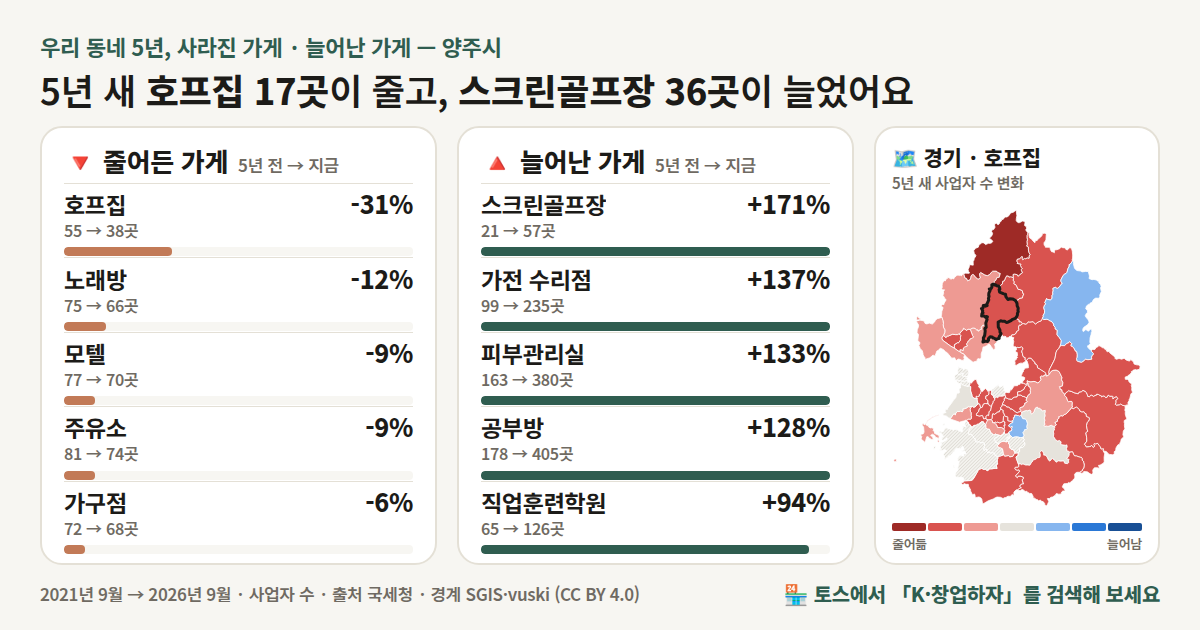 우리 동네 5년, 사라진 가게 · 늘어난 가게 — 양주시
5년 새 호프집 17곳이 줄고, 스크린골프장 36곳이 늘었어요
줄어든 가게 5년 전 → 지금
호프집 -31%
55 → 38곳
노래방 -12%
75 → 66곳
모텔 -9%
77 → 70곳
주유소 -9%
81 → 74곳
가구점 -6%
72 → 68곳
늘어난 가게 5년 전 → 지금
스크린골프장 +171%
21 → 57곳
가전 수리점 +137%
99 → 235곳
피부관리실 +133%
163 → 380곳
공부방 +128%
178 → 405곳
직업훈련학원 +94%
65 → 126곳
경기 · 호프집
5년 새 사업자 수 변화
줄어듦 늘어남
2021년 9월 → 2026년 9월 · 사업자 수 · 출처 국세청 · 경계 SGIS·vuski (CC BY 4.0)
토스에서 「K·창업하자」를 검색해 보세요